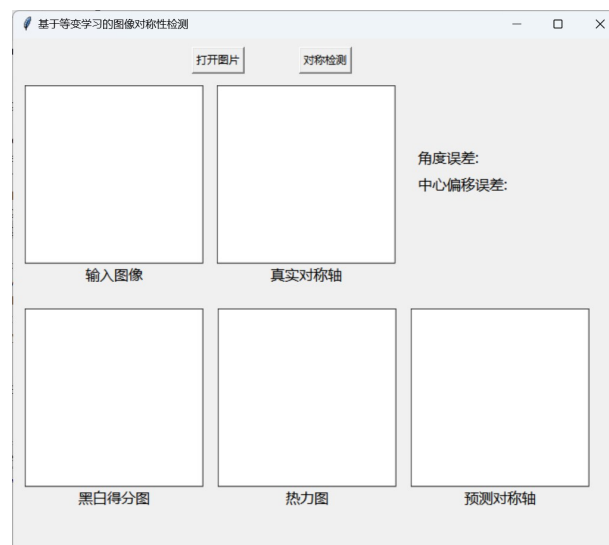 基于等变学习的图像对称性检测
打开图片 对称检测
角度误差:
中心偏移误差:
输入图像 真实对称轴
黑白得分图 热力图 预测对称轴